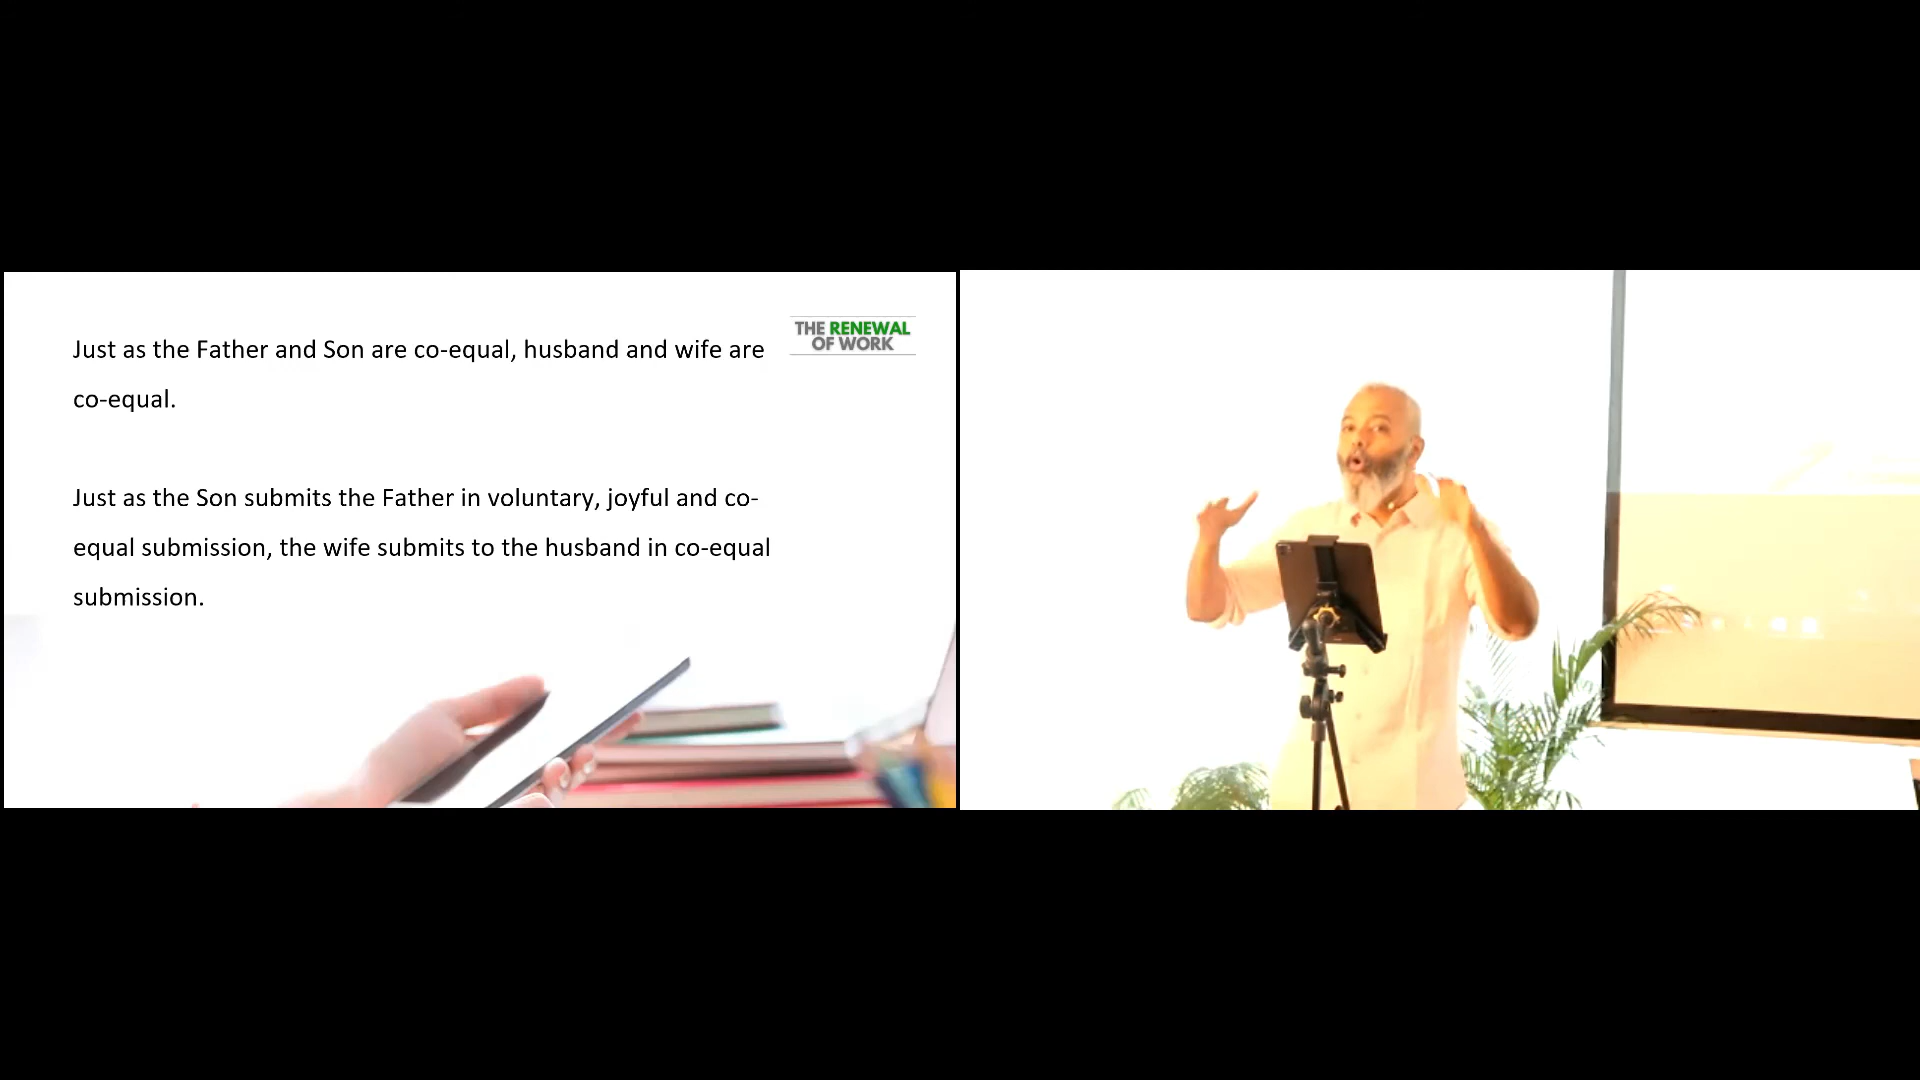 Just as the Father and Son are co-equal, husband and wife are
co-equal.
THE RENEWAL
OF WORK
Just as the Son submits the Father in voluntary, joyful and co-
equal submission, the wife submits to the husband in co-equal
submission.